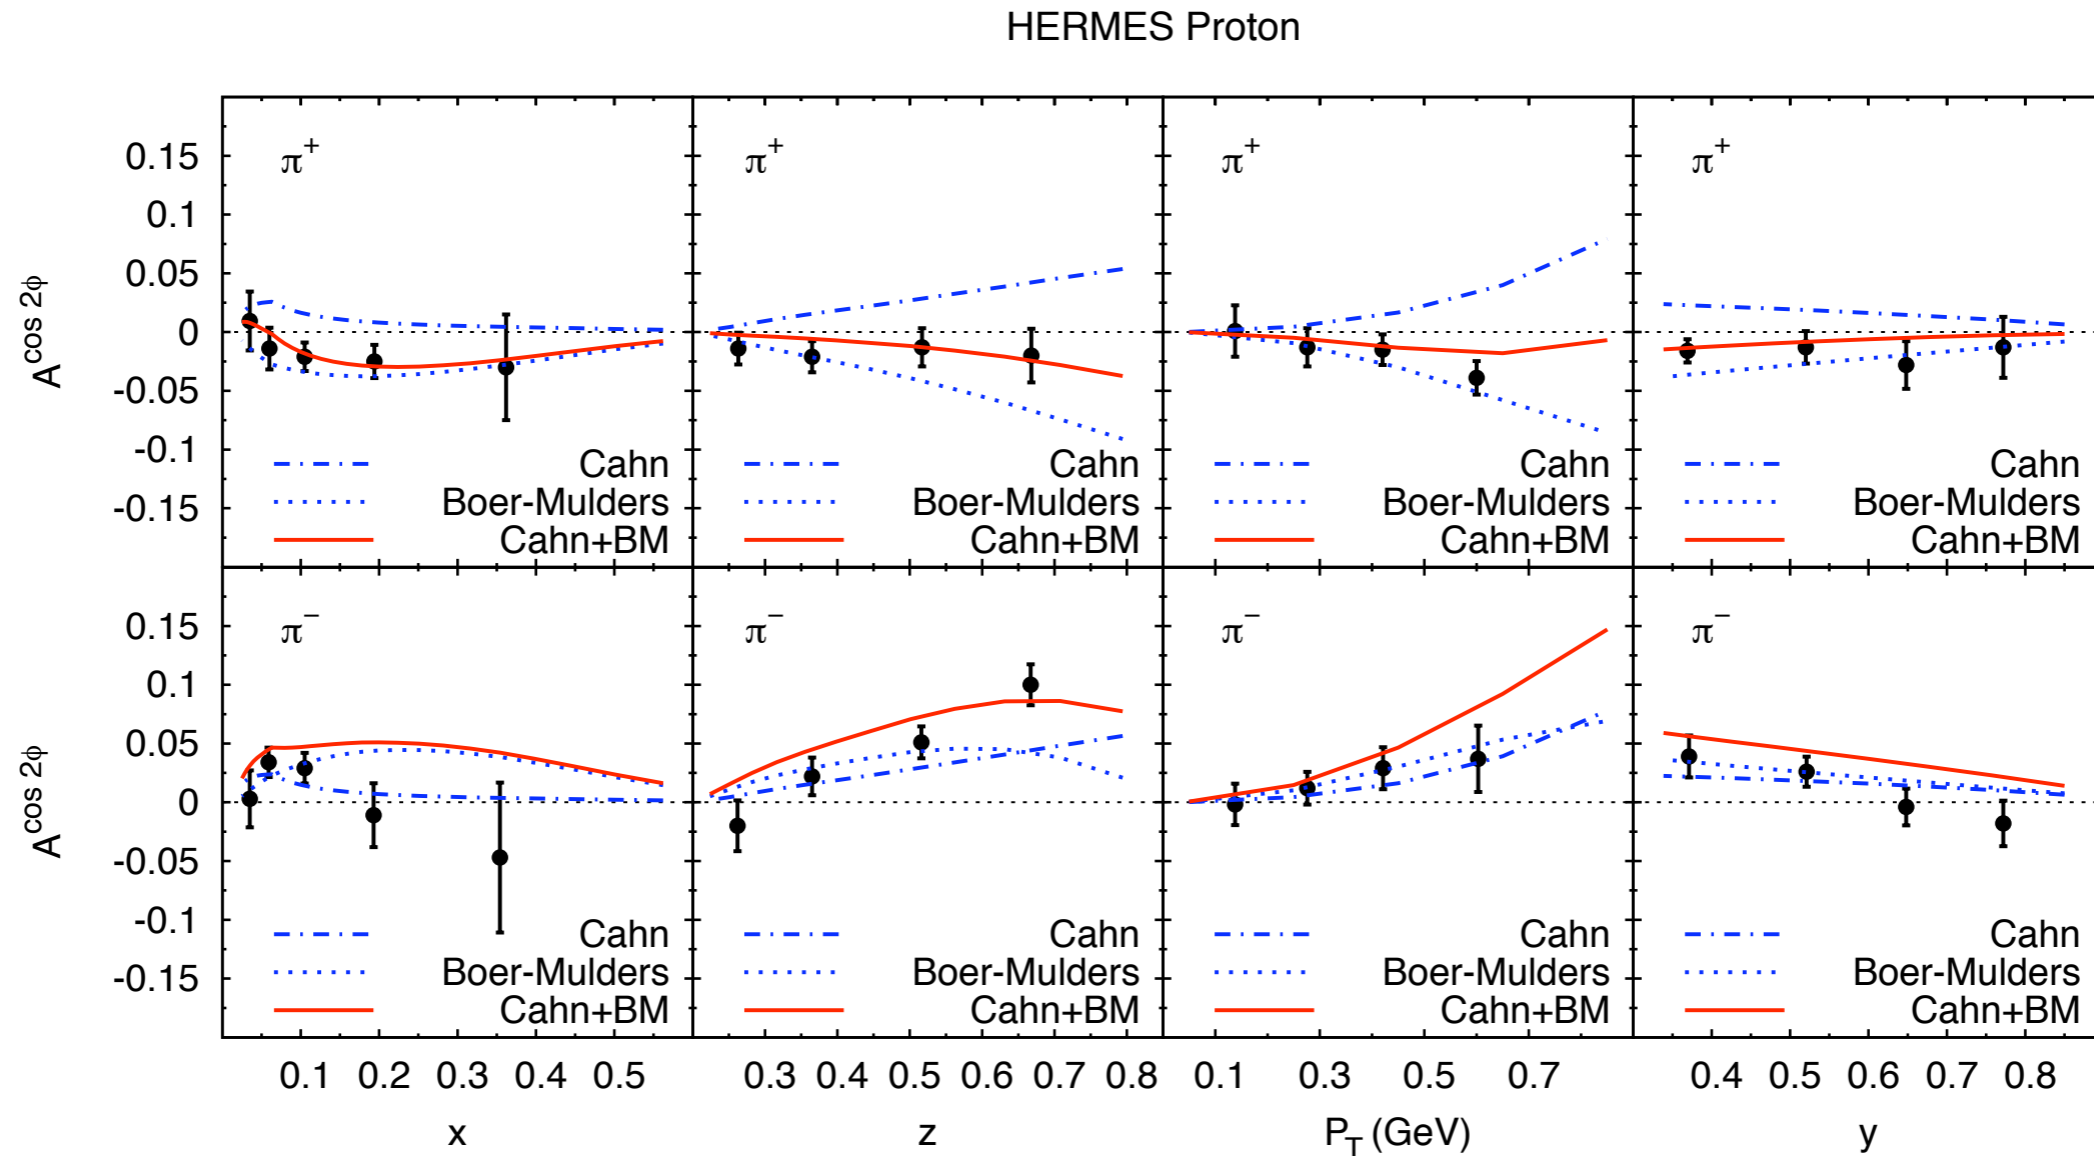 HERMES Proton
A^cos 2ϕ
0.15
0.1
0.05
0
-0.05
-0.1
-0.15
π+
Cahn
Boer-Mulders
Cahn+BM
π+
Cahn
Boer-Mulders
Cahn+BM
π+
Cahn
Boer-Mulders
Cahn+BM
π+
Cahn
Boer-Mulders
Cahn+BM
A^cos 2ϕ
0.15
0.1
0.05
0
-0.05
-0.1
-0.15
π−
Cahn
Boer-Mulders
Cahn+BM
π−
Cahn
Boer-Mulders
Cahn+BM
π−
Cahn
Boer-Mulders
Cahn+BM
π−
Cahn
Boer-Mulders
Cahn+BM
0.1 0.2 0.3 0.4 0.5
0.3 0.4 0.5 0.6 0.7 0.8
0.1 0.3 0.5 0.7
0.4 0.5 0.6 0.7 0.8
x
z
P_T (GeV)
y